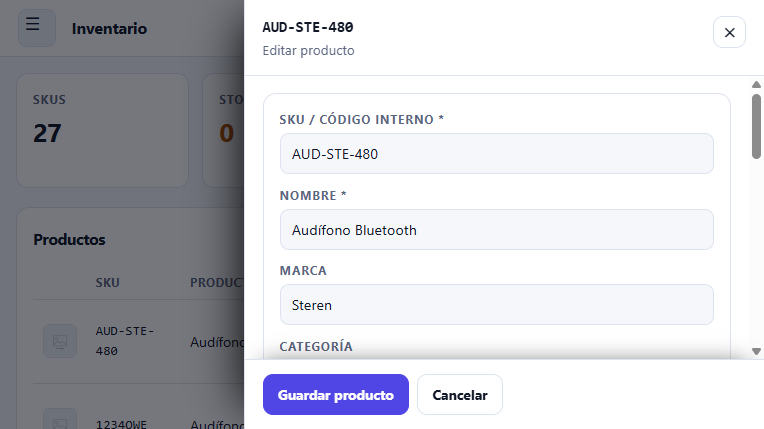 Inventario
SKUS
27
STO
0
Productos
SKU
PRODUCT
AUD-STE-
480
Audífono
12340WE
Audífono
AUD-STE-480
Editar producto
SKU / CÓDIGO INTERNO *
AUD-STE-480
NOMBRE *
Audífono Bluetooth
MARCA
Steren
CATEGORÍA
Guardar producto
Cancelar